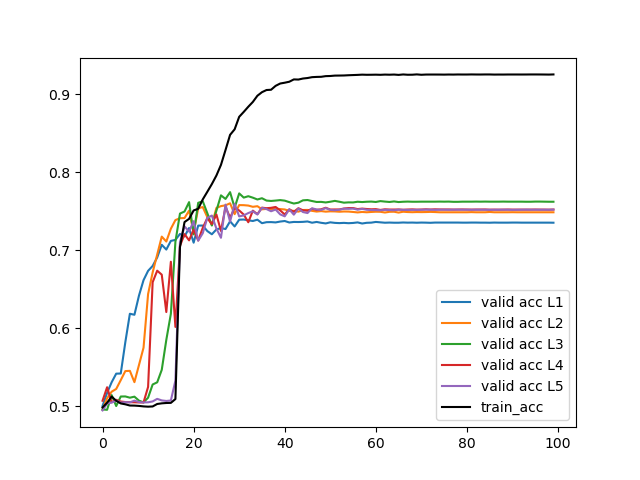 0.9
0.8
0.7
0.6
0.5
0 20 40 60 80 100
valid acc L1
valid acc L2
valid acc L3
valid acc L4
valid acc L5
train_acc